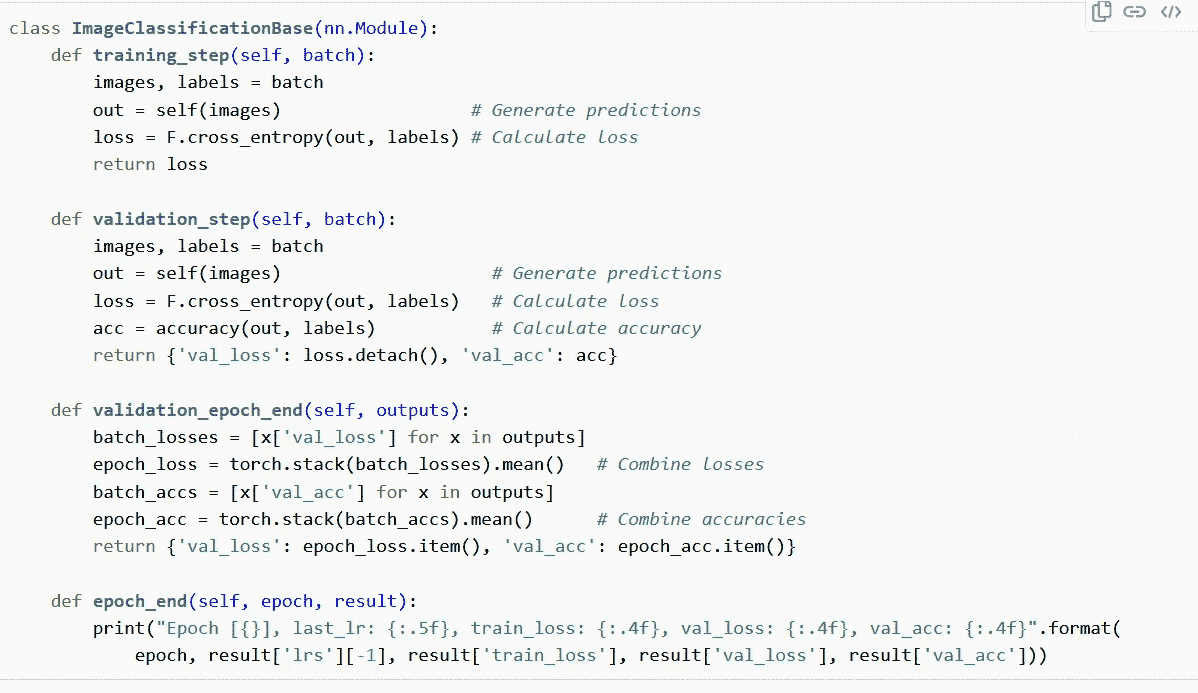 class ImageClassificationBase(nn.Module):
    def training_step(self, batch):
        images, labels = batch
        out = self(images)                  # Generate predictions
        loss = F.cross_entropy(out, labels) # Calculate loss
        return loss

    def validation_step(self, batch):
        images, labels = batch
        out = self(images)                    # Generate predictions
        loss = F.cross_entropy(out, labels)   # Calculate loss
        acc = accuracy(out, labels)           # Calculate accuracy
        return {'val_loss': loss.detach(), 'val_acc': acc}

    def validation_epoch_end(self, outputs):
        batch_losses = [x['val_loss'] for x in outputs]
        epoch_loss = torch.stack(batch_losses).mean()   # Combine losses
        batch_accs = [x['val_acc'] for x in outputs]
        epoch_acc = torch.stack(batch_accs).mean()      # Combine accuracies
        return {'val_loss': epoch_loss.item(), 'val_acc': epoch_acc.item()}

    def epoch_end(self, epoch, result):
        print("Epoch [{}], last_lr: {:.5f}, train_loss: {:.4f}, val_loss: {:.4f}, val_acc: {:.4f}".format(
            epoch, result['lrs'][-1], result['train_loss'], result['val_loss'], result['val_acc']))